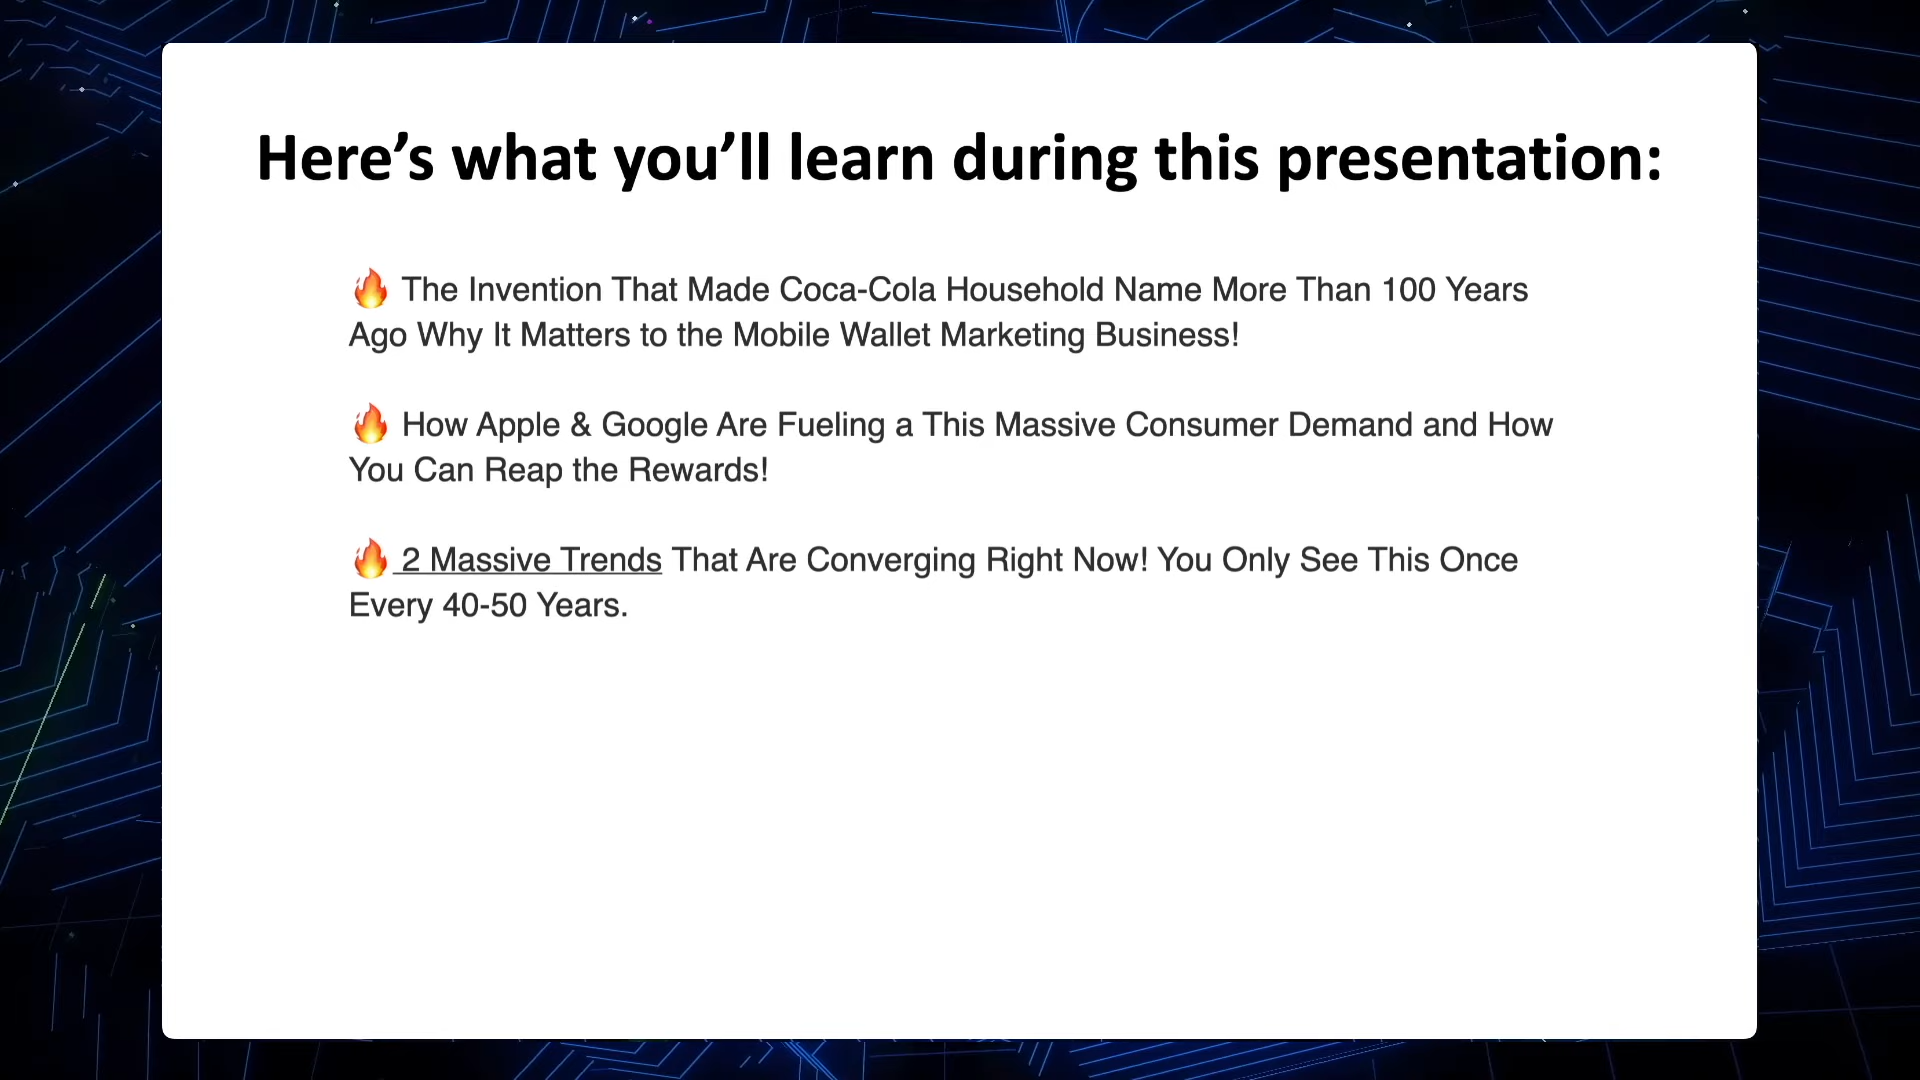 Here’s what you’ll learn during this presentation:
🔥 The Invention That Made Coca-Cola Household Name More Than 100 Years
Ago Why It Matters to the Mobile Wallet Marketing Business!
🔥 How Apple & Google Are Fueling a This Massive Consumer Demand and How
You Can Reap the Rewards!
🔥 2 Massive Trends That Are Converging Right Now! You Only See This Once
Every 40-50 Years.